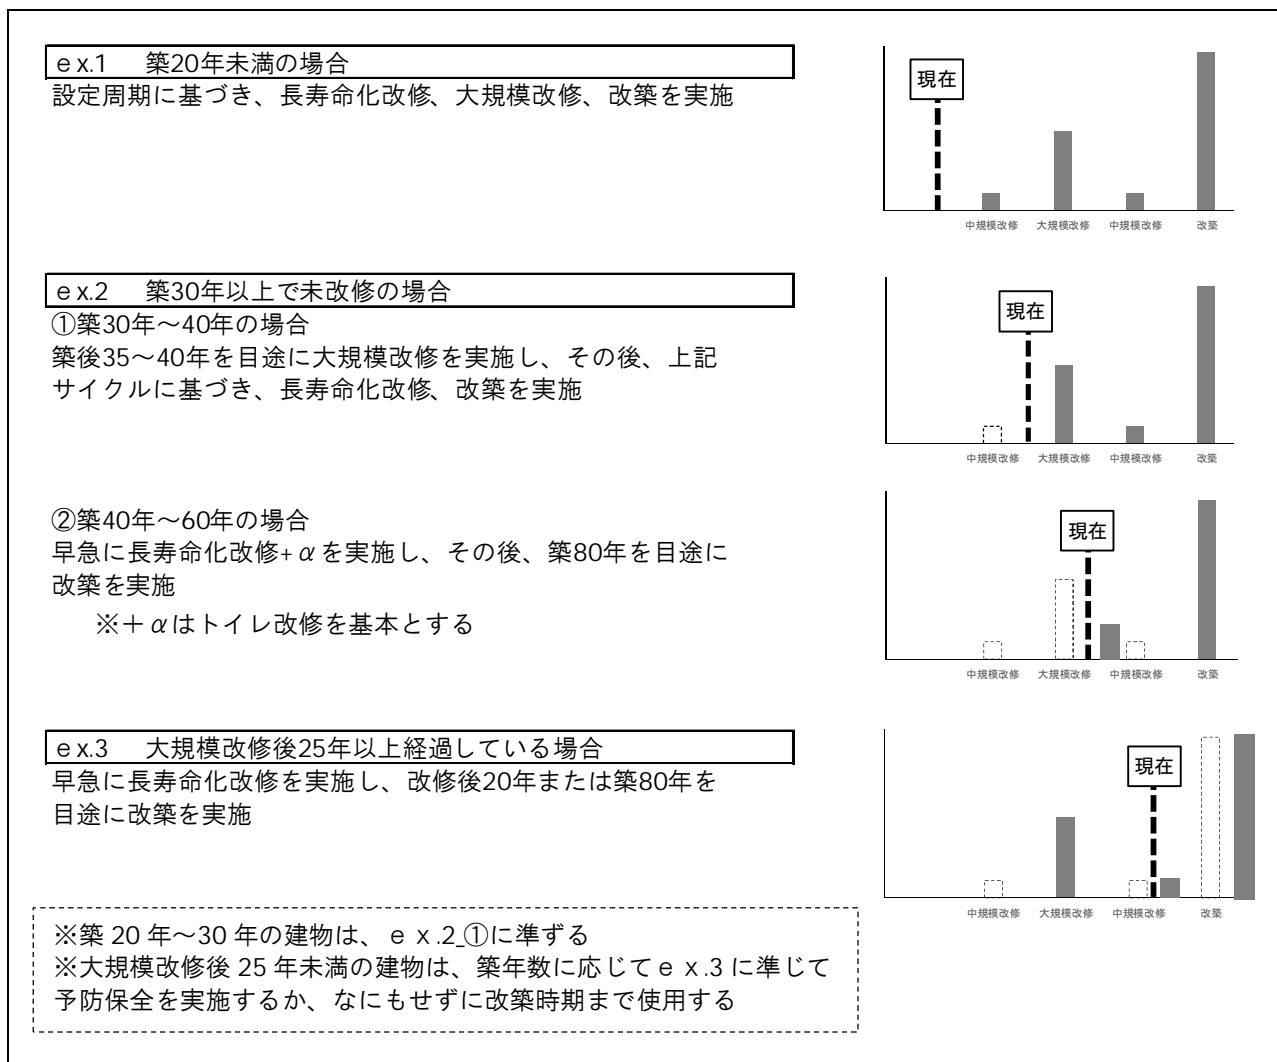 ｅx.1　築20年未満の場合
設定周期に基づき、長寿命化改修、大規模改修、改築を実施
現在
中規模改修　大規模改修　中規模改修　改築
ｅx.2　築30年以上で未改修の場合
①築30年～40年の場合
築後35～40年を目途に大規模改修を実施し、その後、上記
サイクルに基づき、長寿命化改修、改築を実施
現在
中規模改修　大規模改修　中規模改修　改築
②築40年～60年の場合
早急に長寿命化改修+αを実施し、その後、築80年を目途に
改築を実施
※＋αはトイレ改修を基本とする
現在
中規模改修　大規模改修　中規模改修　改築
ｅx.3　大規模改修後25年以上経過している場合
早急に長寿命化改修を実施し、改修後20年または築80年を
目途に改築を実施
現在
中規模改修　大規模改修　中規模改修　改築
※築 20 年～30 年の建物は、ｅｘ.2_①に準ずる
※大規模改修後 25 年未満の建物は、築年数に応じてｅｘ.3 に準じて
予防保全を実施するか、なにもせずに改築時期まで使用する